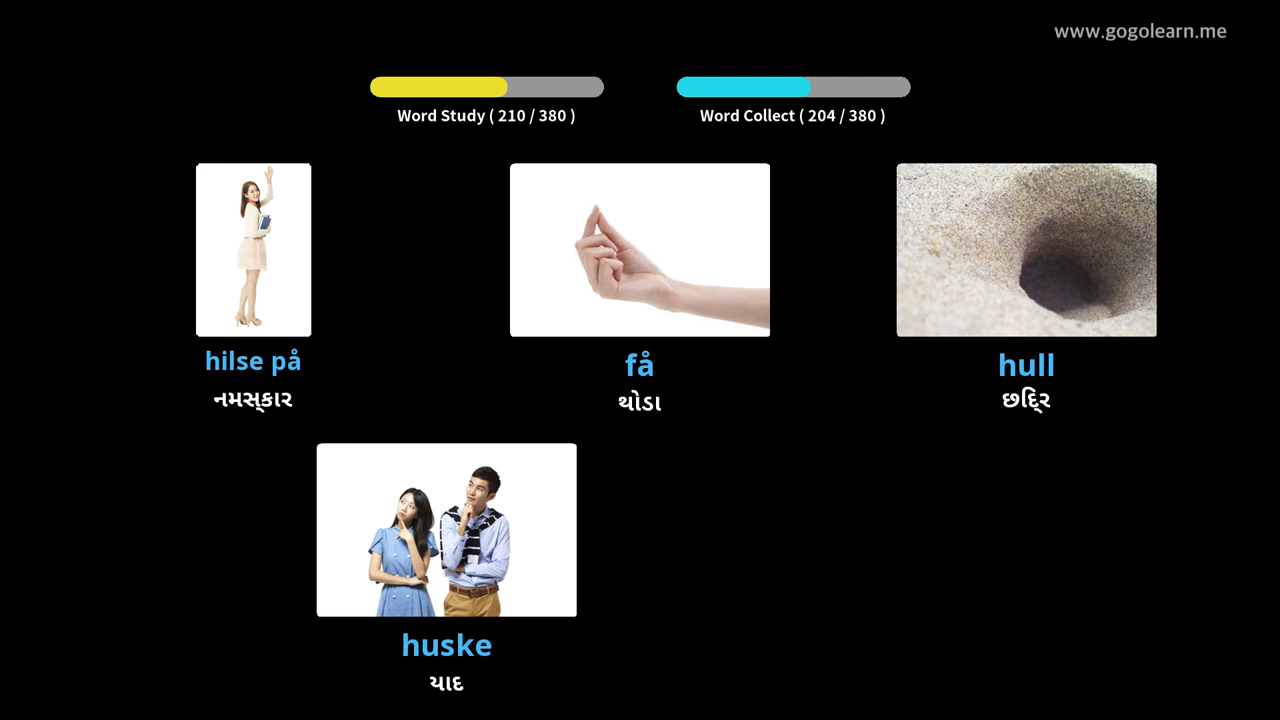 www.gogolearn.me
Word Study ( 210 / 380 )
Word Collect ( 204 / 380 )
hilse på
નમસ્કાર
få
થોડા
hull
છિદ્ર
huske
યાદ